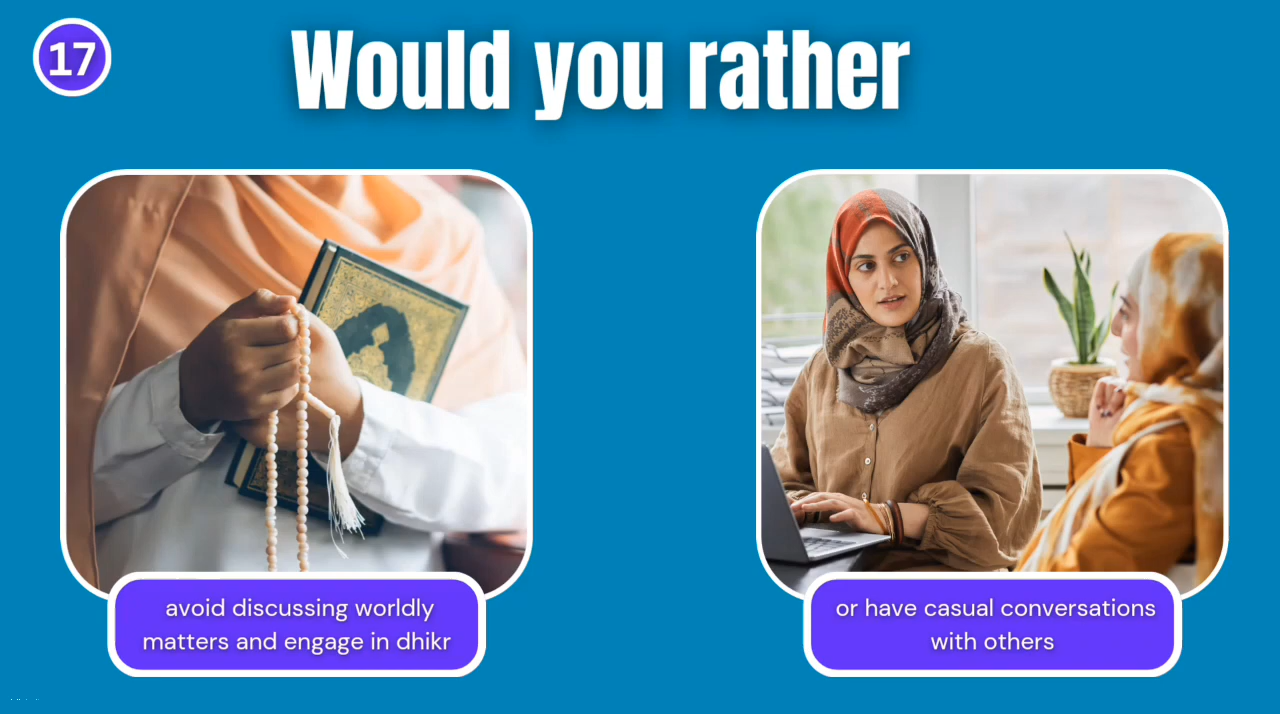 17
Would you rather
avoid discussing worldly
matters and engage in dhikr
or have casual conversations
with others